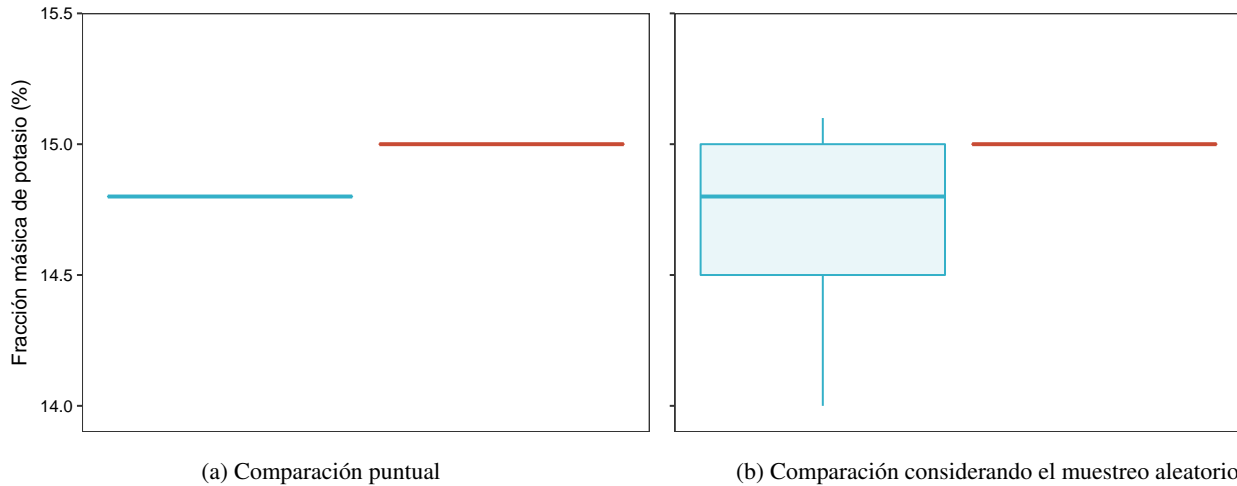 15.5
15.0
14.5
14.0
Fracción másica de potasio (%)
(a) Comparación puntual
(b) Comparación considerando el muestreo aleatorio